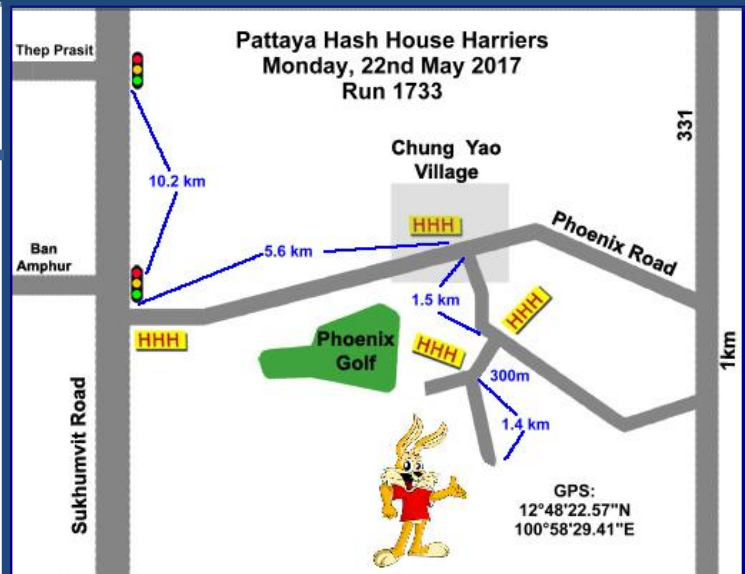 Pattaya Hash House Harriers
Monday, 22nd May 2017
Run 1733
Thep Prasit
331
Chung Yao
Village
10.2 km
HHH
Phoenix Road
Ban
Amphur
5.6 km
1.5 km
HHH
HHH
Phoenix
Golf
HHH
1km
300m
1.4 km
Sukhumvit Road
GPS:
12°48'22.57"N
100°58'29.41"E